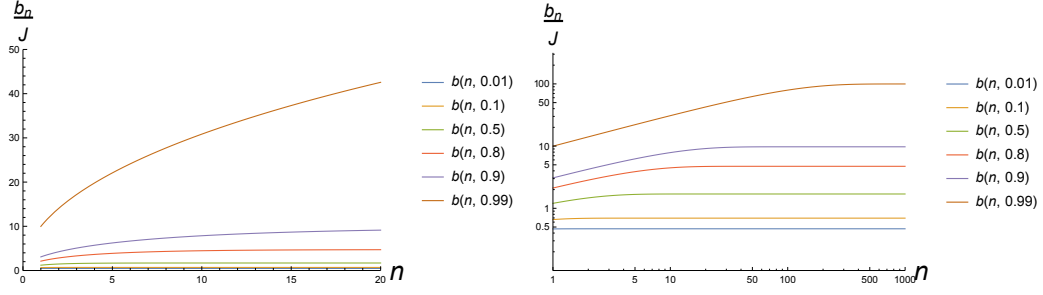 b_n
J
50
40
30
20
10
0
0
5
10
15
20
n
b(n, 0.01)
b(n, 0.1)
b(n, 0.5)
b(n, 0.8)
b(n, 0.9)
b(n, 0.99)
b_n
J
100
50
10
5
1
0.5
1
5
10
50
100
500
1000
n
b(n, 0.01)
b(n, 0.1)
b(n, 0.5)
b(n, 0.8)
b(n, 0.9)
b(n, 0.99)